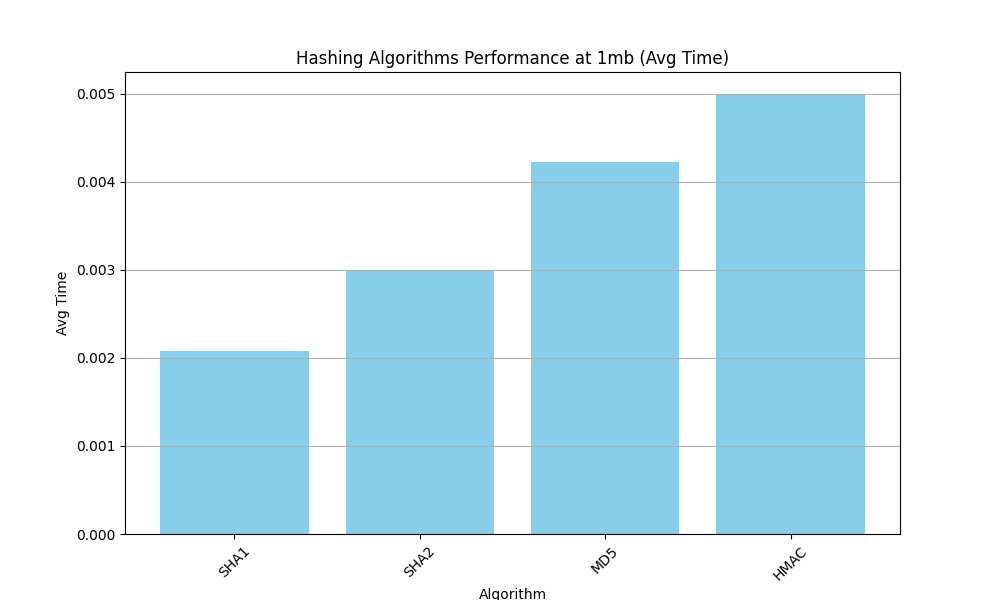 Hashing Algorithms Performance at 1mb (Avg Time)
Avg Time
0.005
0.004
0.003
0.002
0.001
0.000
SHA1
SHA2
MD5
HMAC
Algorithm